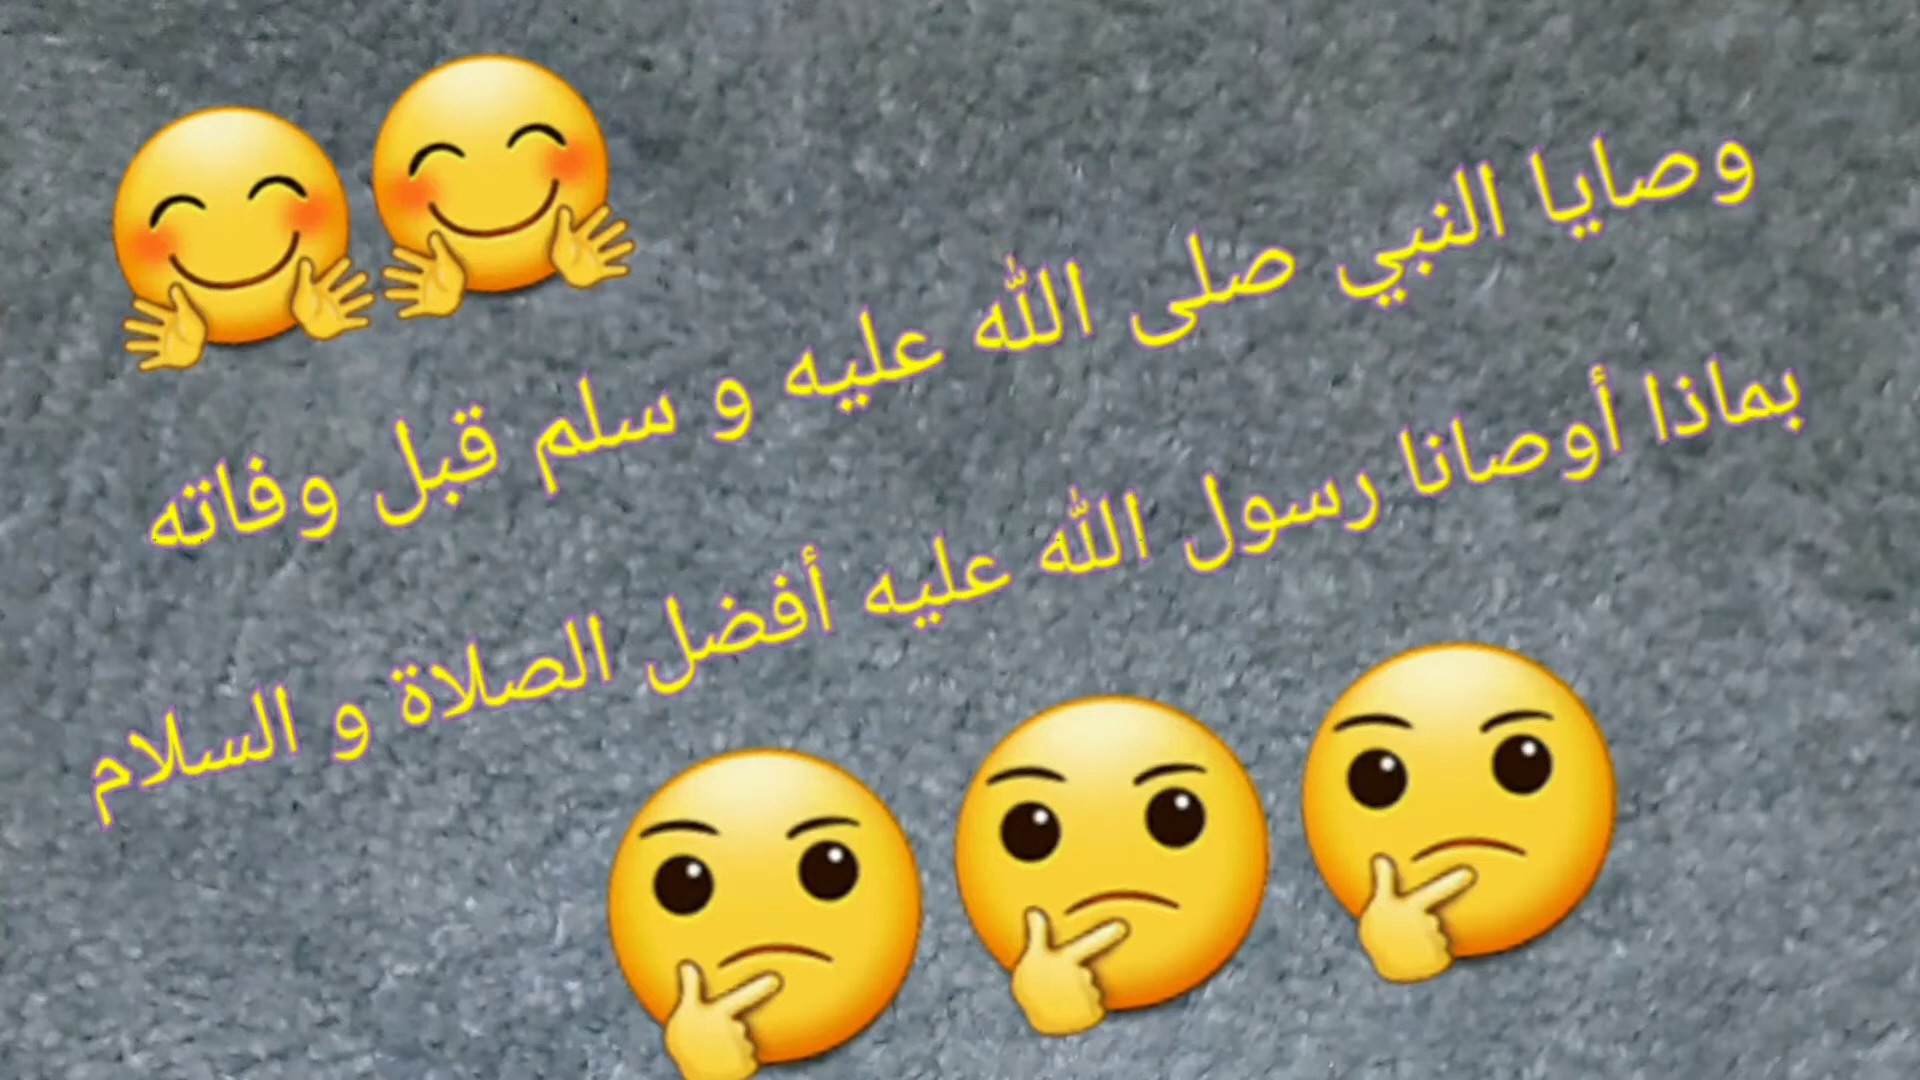 وصايا النبي صلى الله عليه و سلم قبل وفاته
بماذا أوصانا رسول الله عليه أفضل الصلاة و السلام